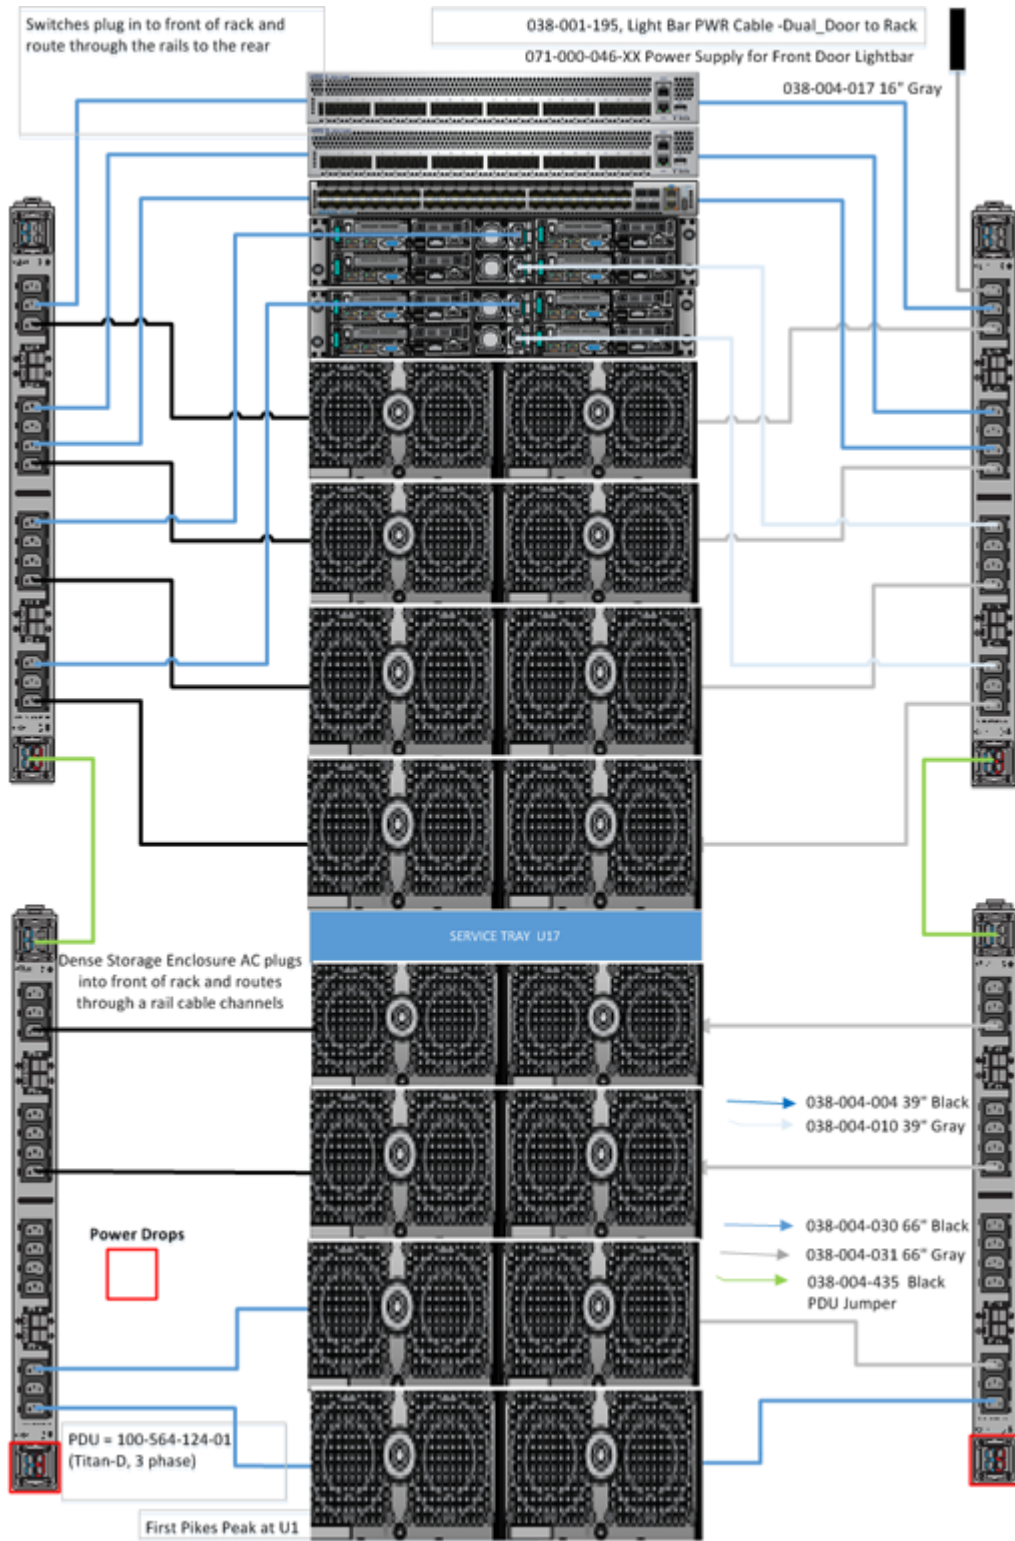 Switches plug in to front of rack and
route through the rails to the rear
038-001-195, Light Bar PWR Cable -Dual_Door to Rack
071-000-046-XX Power Supply for Front Door Lightbar
038-004-017 16" Gray
SERVICE TRAY U17
Dense Storage Enclosure AC plugs
into front of rack and routes
through a rail cable channels
038-004-004 39" Black
038-004-010 39" Gray
Power Drops
038-004-030 66" Black
038-004-031 66" Gray
038-004-435 Black
PDU Jumper
PDU = 100-564-124-01
(Titan-D, 3 phase)
First Pikes Peak at U1